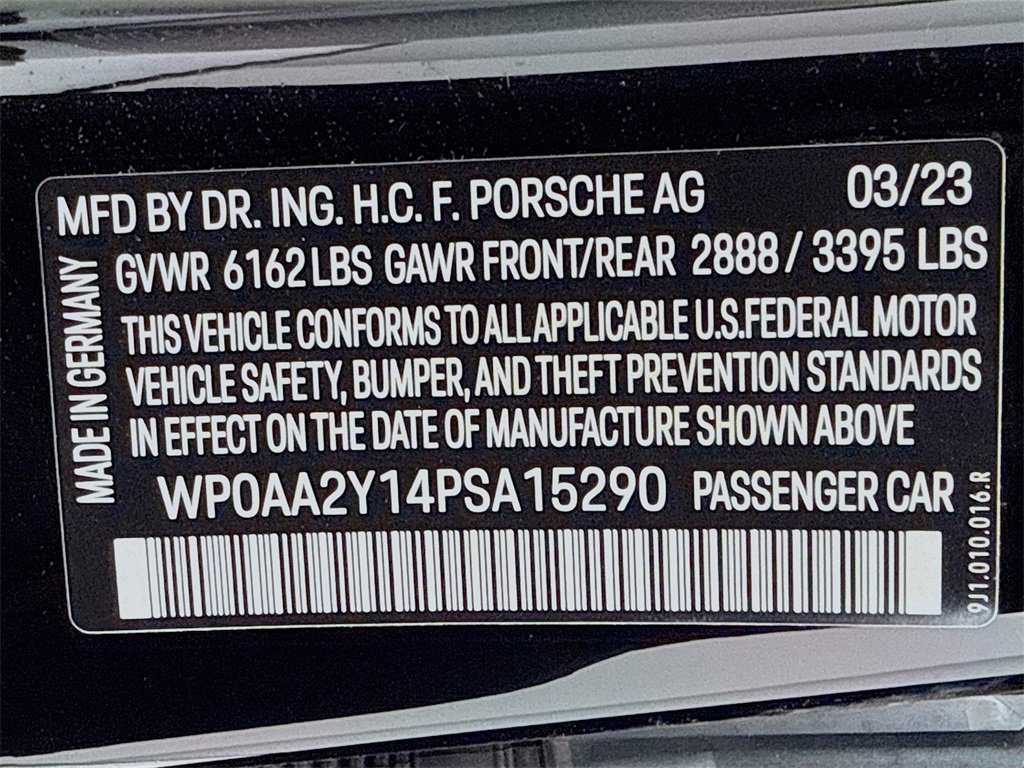 MFD BY DR. ING. H.C. F. PORSCHE AG 03/23
GVWR 6162 LBS GAWR FRONT/REAR 2888 / 3395 LBS
THIS VEHICLE CONFORMS TO ALL APPLICABLE U.S.FEDERAL MOTOR
VEHICLE SAFETY, BUMPER, AND THEFT PREVENTION STANDARDS
IN EFFECT ON THE DATE OF MANUFACTURE SHOWN ABOVE
WP0AA2Y14PSA15290 PASSENGER CAR
MADE IN GERMANY
9J1.010.016.R